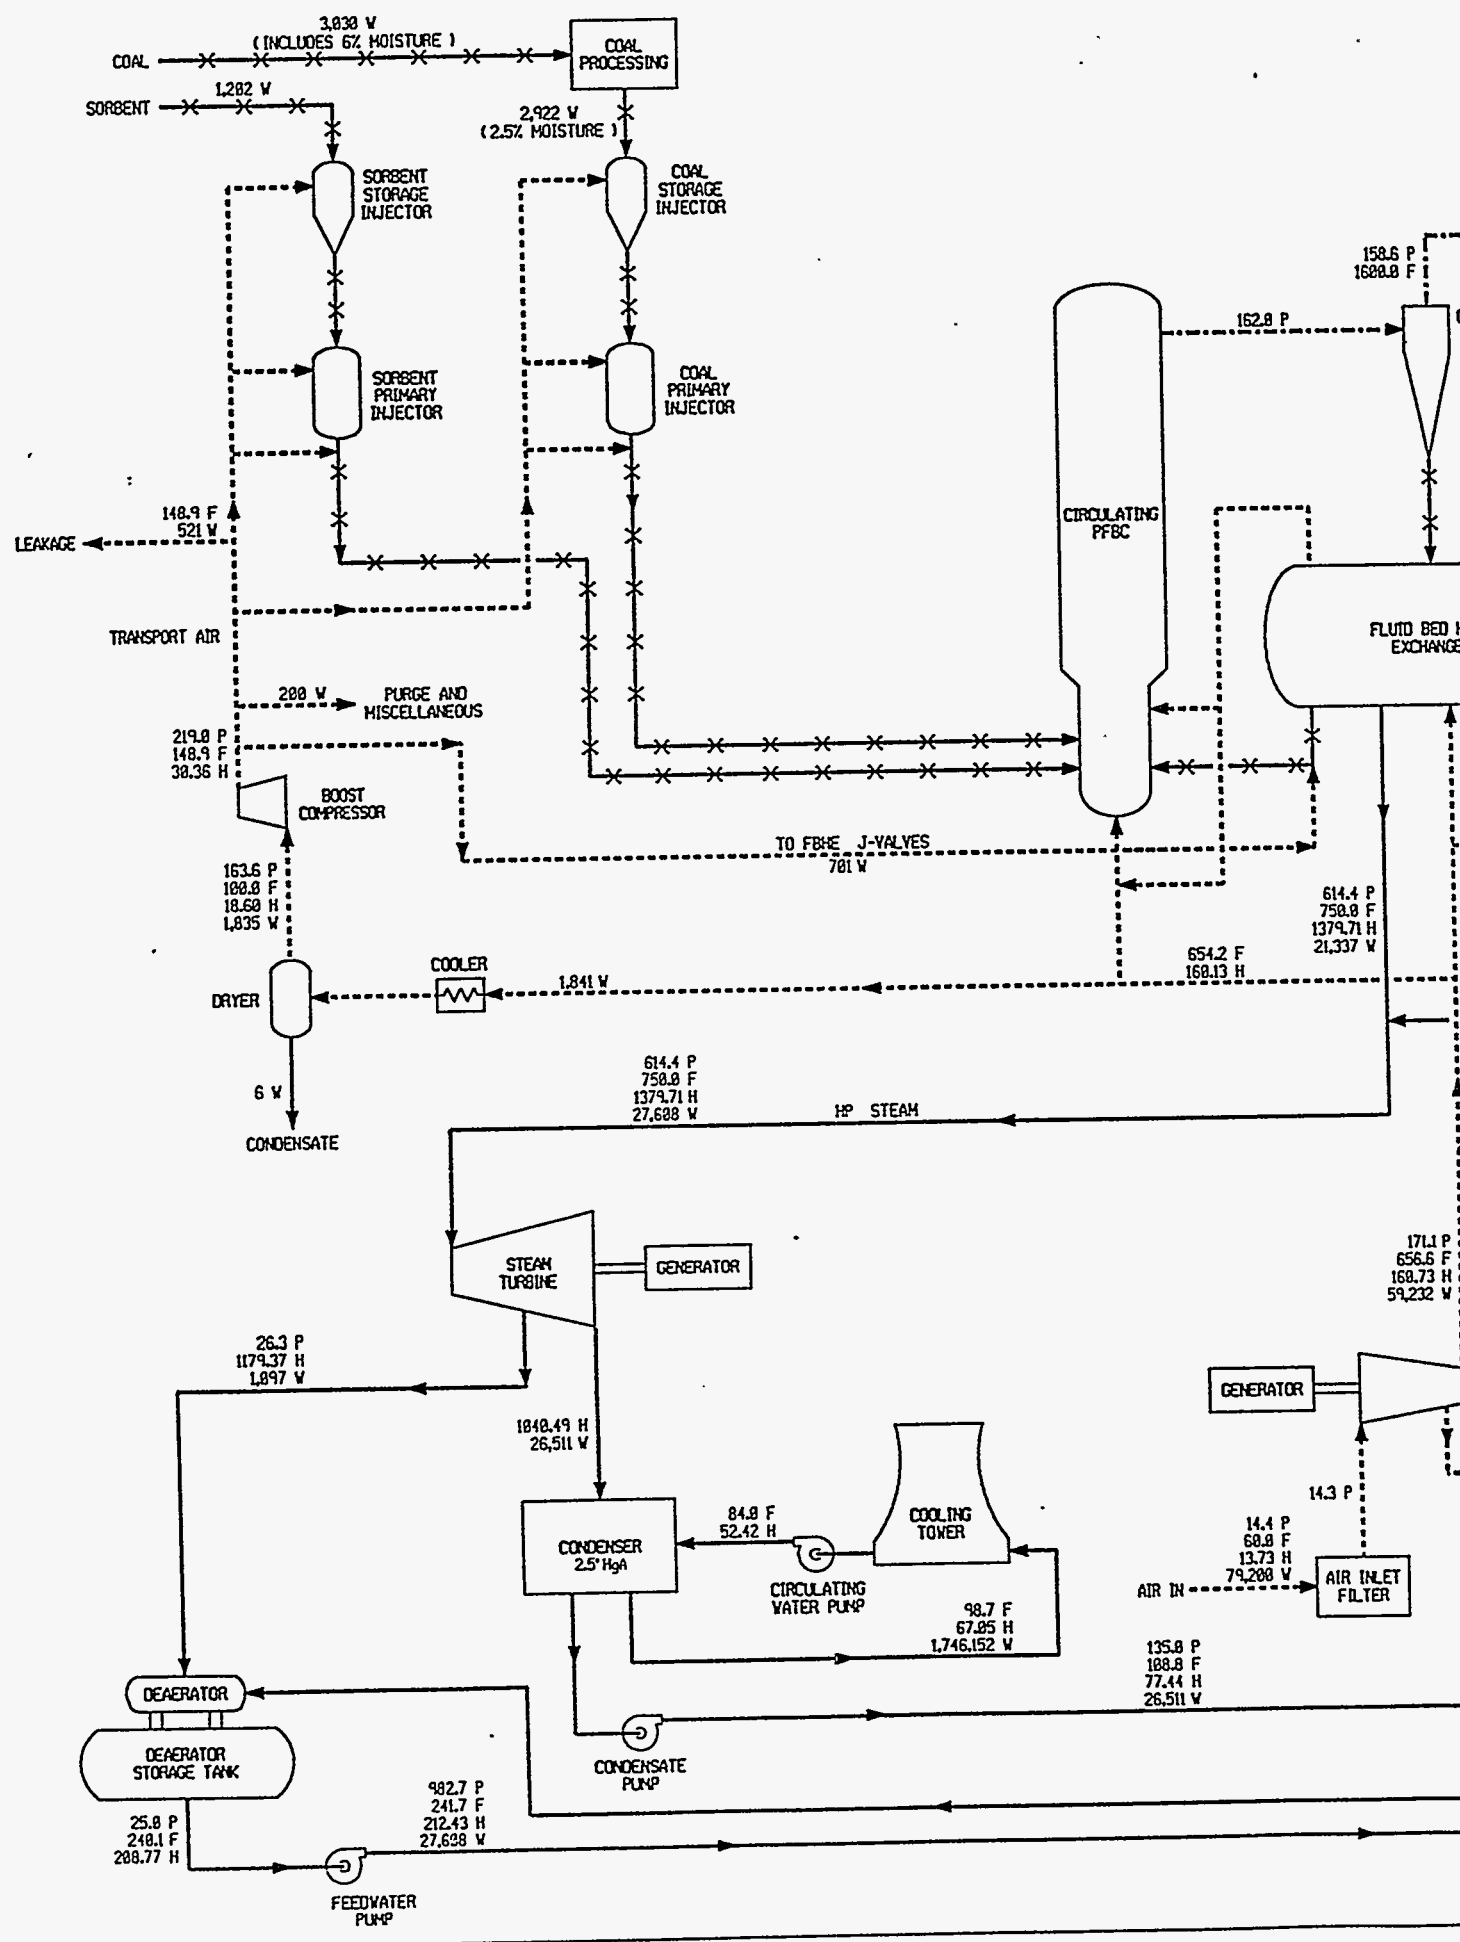 3,030 W
(INCLUDES 6% MOISTURE)
COAL
COAL
PROCESSING
1,202 W
SORBENT
2,922 W
(2.5% MOISTURE)
SORBENT
STORAGE
INJECTOR
COAL
STORAGE
INJECTOR
158.6 P
1600.0 F
162.0 P
SORBENT
PRIMARY
INJECTOR
COAL
PRIMARY
INJECTOR
148.9 F
521 W
LEAKAGE
CIRCULATING
PFBC
TRANSPORT AIR
FLUID BED H
EXCHANGE
200 W
PURGE AND
MISCELLANEOUS
219.0 P
148.9 F
30.36 H
BOOST
COMPRESSOR
TO FBHE J-VALVES
701 W
163.6 P
100.0 F
18.60 H
1,835 W
614.4 P
750.0 F
1379.71 H
21,337 W
COOLER
654.2 F
160.13 H
1,841 W
DRYER
6 W
CONDENSATE
614.4 P
750.0 F
1379.71 H
27,608 W
HP STEAM
171.1 P
656.6 F
160.73 H
59,232 W
STEAM
TURBINE
GENERATOR
26.3 P
1179.37 H
1,097 W
GENERATOR
1040.49 H
26,511 W
14.3 P
84.0 F
52.42 H
COOLING
TOWER
CONDENSER
2.5" HgA
CIRCULATING
WATER PUMP
14.4 P
60.0 F
13.73 H
79,200 W
AIR IN
AIR INLET
FILTER
98.7 F
67.05 H
1,746,152 W
135.0 P
108.8 F
77.44 H
26,511 W
DEAERATOR
DEAERATOR
STORAGE TANK
CONDENSATE
PUMP
982.7 P
241.7 F
212.43 H
27,608 W
25.0 P
240.1 F
208.77 H
FEEDWATER
PUMP